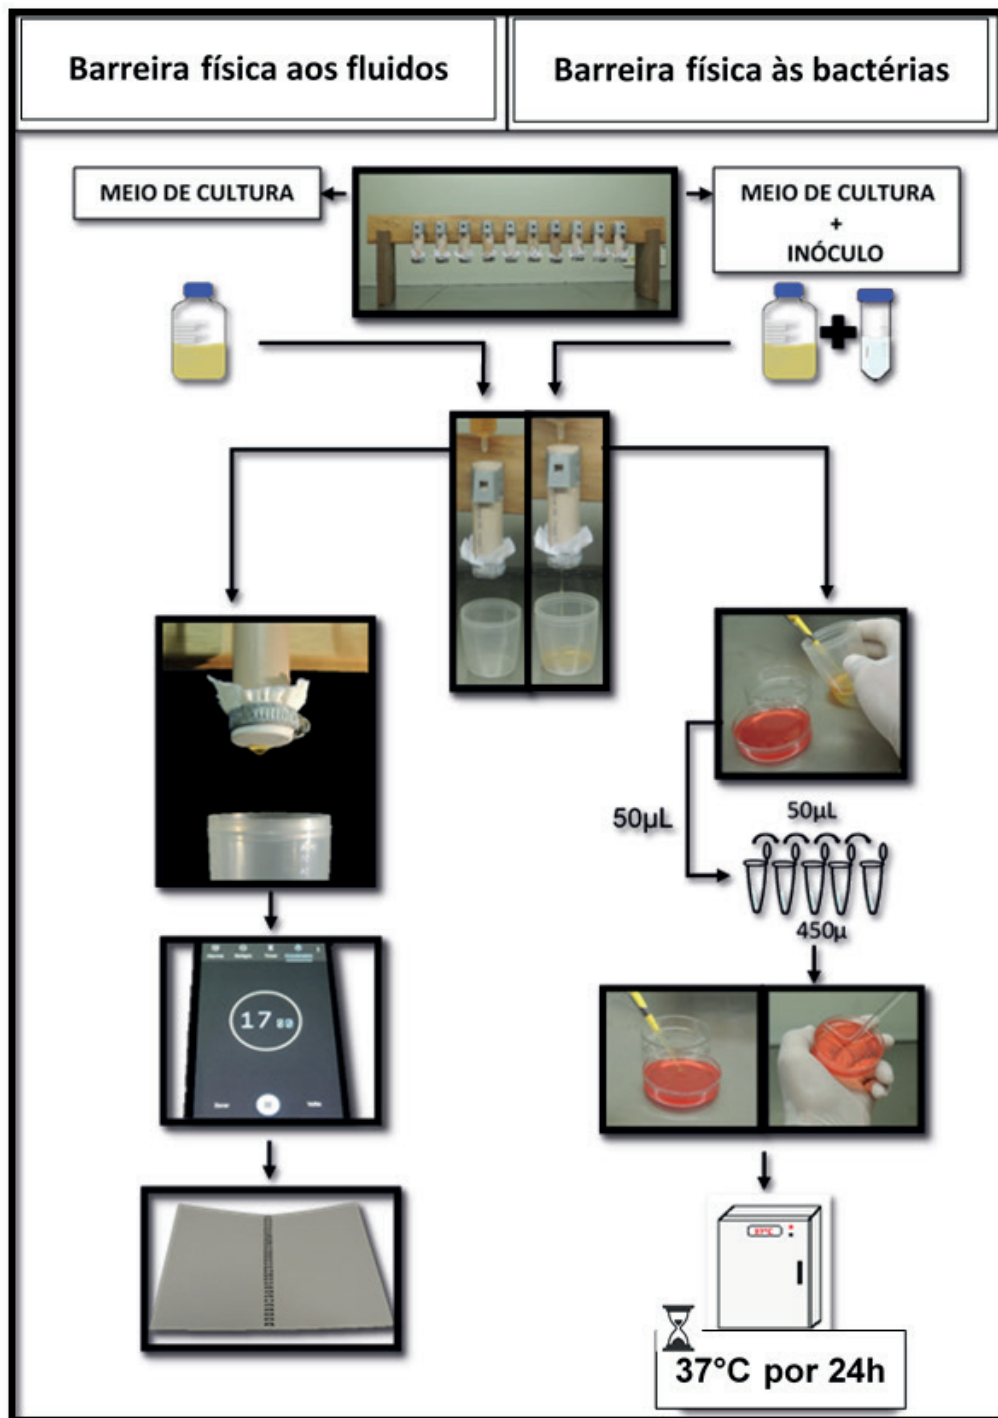 Barreira física aos fluidos
Barreira física às bactérias
MEIO DE CULTURA
MEIO DE CULTURA
+
INÓCULO
50µL
50µL
450µ
17
37°C por 24h